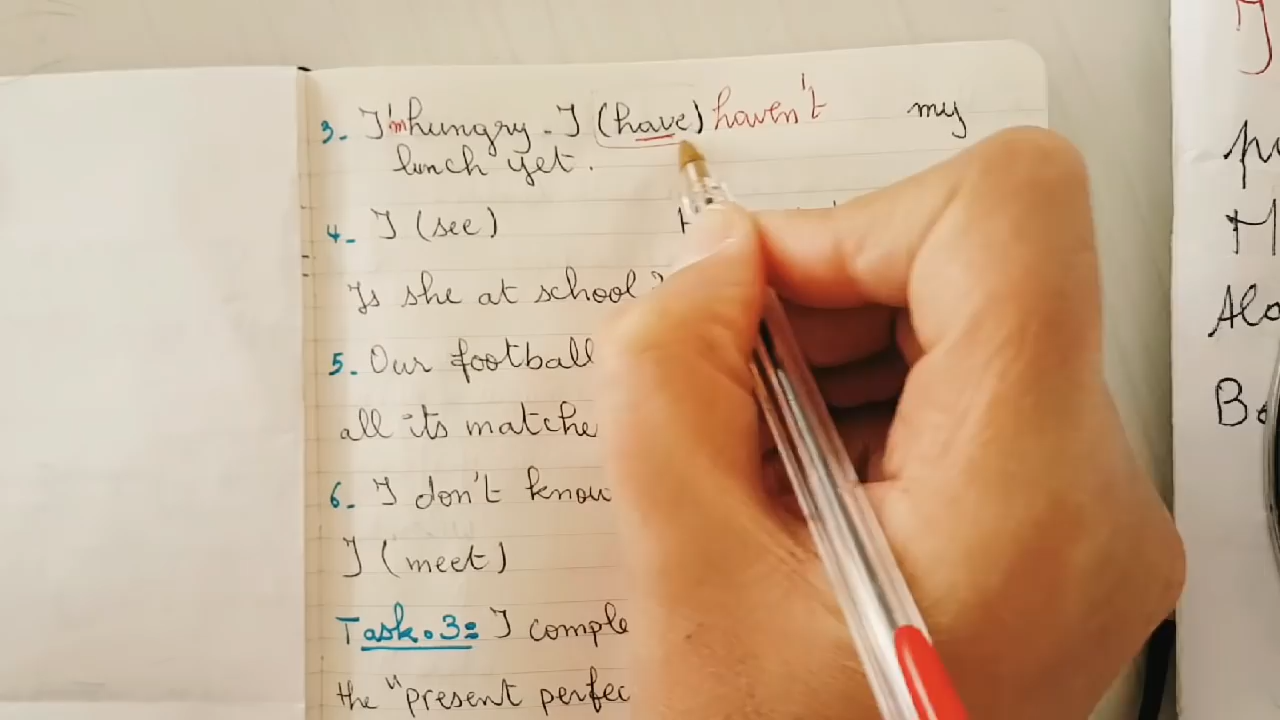 3- I'm hungry. I (have) haven't my
lunch yet.
4- I (see)
Is she at school?
5- Our football
all its matche
6- I don't know
I (meet)
Task.3: I comple
the "present perfec